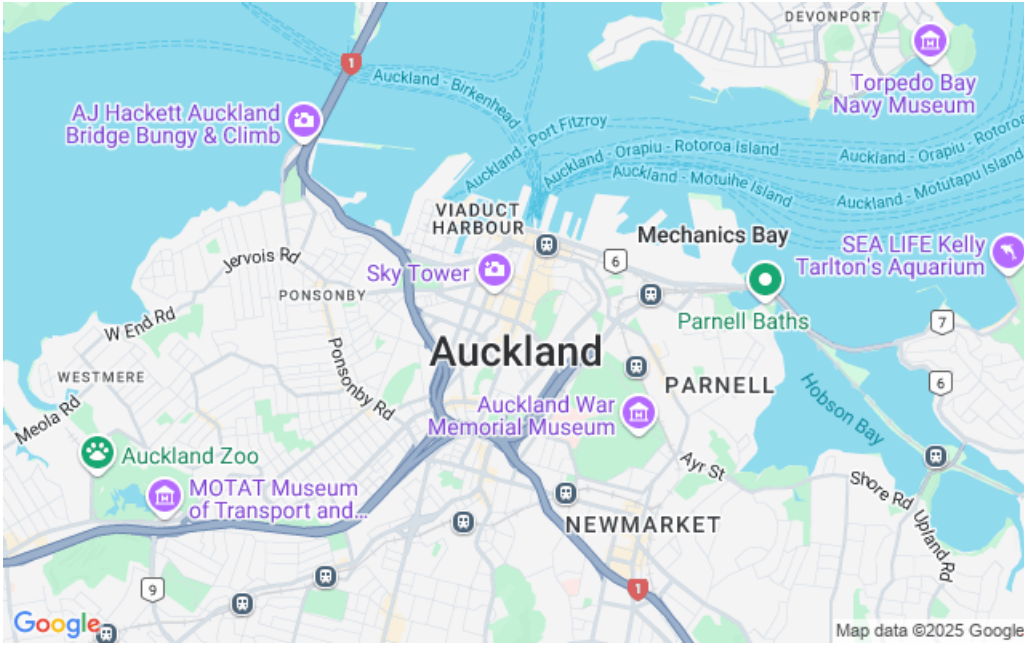 DEVONPORT
1
Auckland - Birkenhead
Torpedo Bay
Navy Museum
AJ Hackett Auckland
Bridge Bungy & Climb
Auckland - Port Fitzroy
Auckland - Orapiu - Rotoroa Island
Auckland - Orapiu - Rotoroa
Auckland - Motuihe Island
Auckland - Motutapu Island
VIADUCT
HARBOUR
Mechanics Bay
SEA LIFE Kelly
Tarlton's Aquarium
Jervois Rd
6
Sky Tower
PONSONBY
Parnell Baths
7
W End Rd
Auckland
WESTMERE
Ponsonby Rd
PARNELL
6
Hobson Bay
Meola Rd
Auckland War
Memorial Museum
Auckland Zoo
Ayr St
MOTAT Museum
of Transport and...
Shore Rd
NEWMARKET
Upland Rd
9
1
Google
Map data ©2025 Google